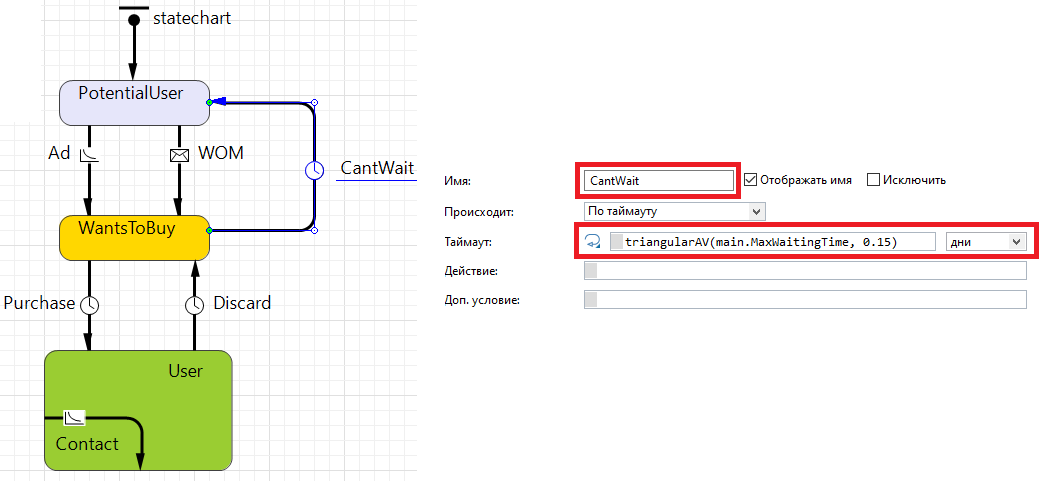 statechart
PotentialUser
Ad
WOM
CantWait
WantsToBuy
Purchase
Discard
User
Contact
Имя: CantWait Отображать имя Исключить
Происходит: По таймауту
Таймаут: triangularAV(main.MaxWaitingTime, 0.15) дни
Действие:
Доп. условие: